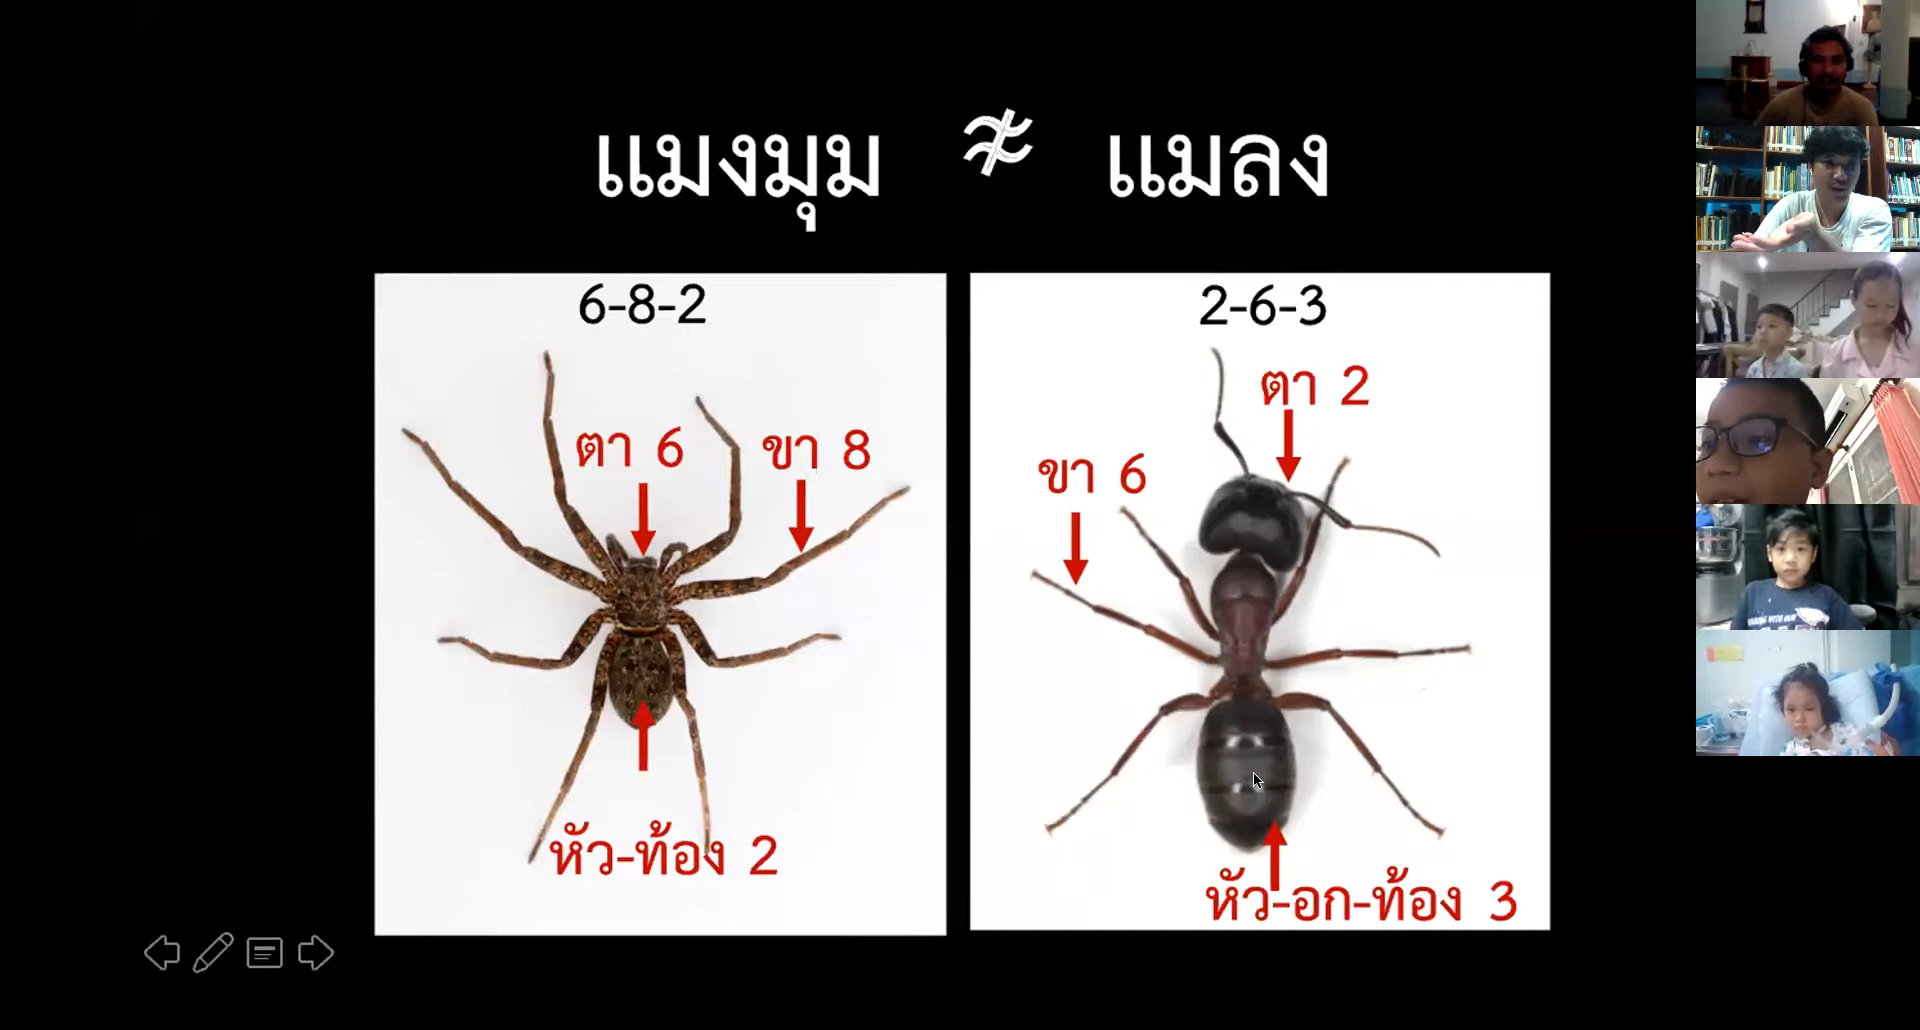 แมงมุม ≉ แมลง
6-8-2
ตา 6
ขา 8
หัว-ท้อง 2
2-6-3
ตา 2
ขา 6
หัว-อก-ท้อง 3